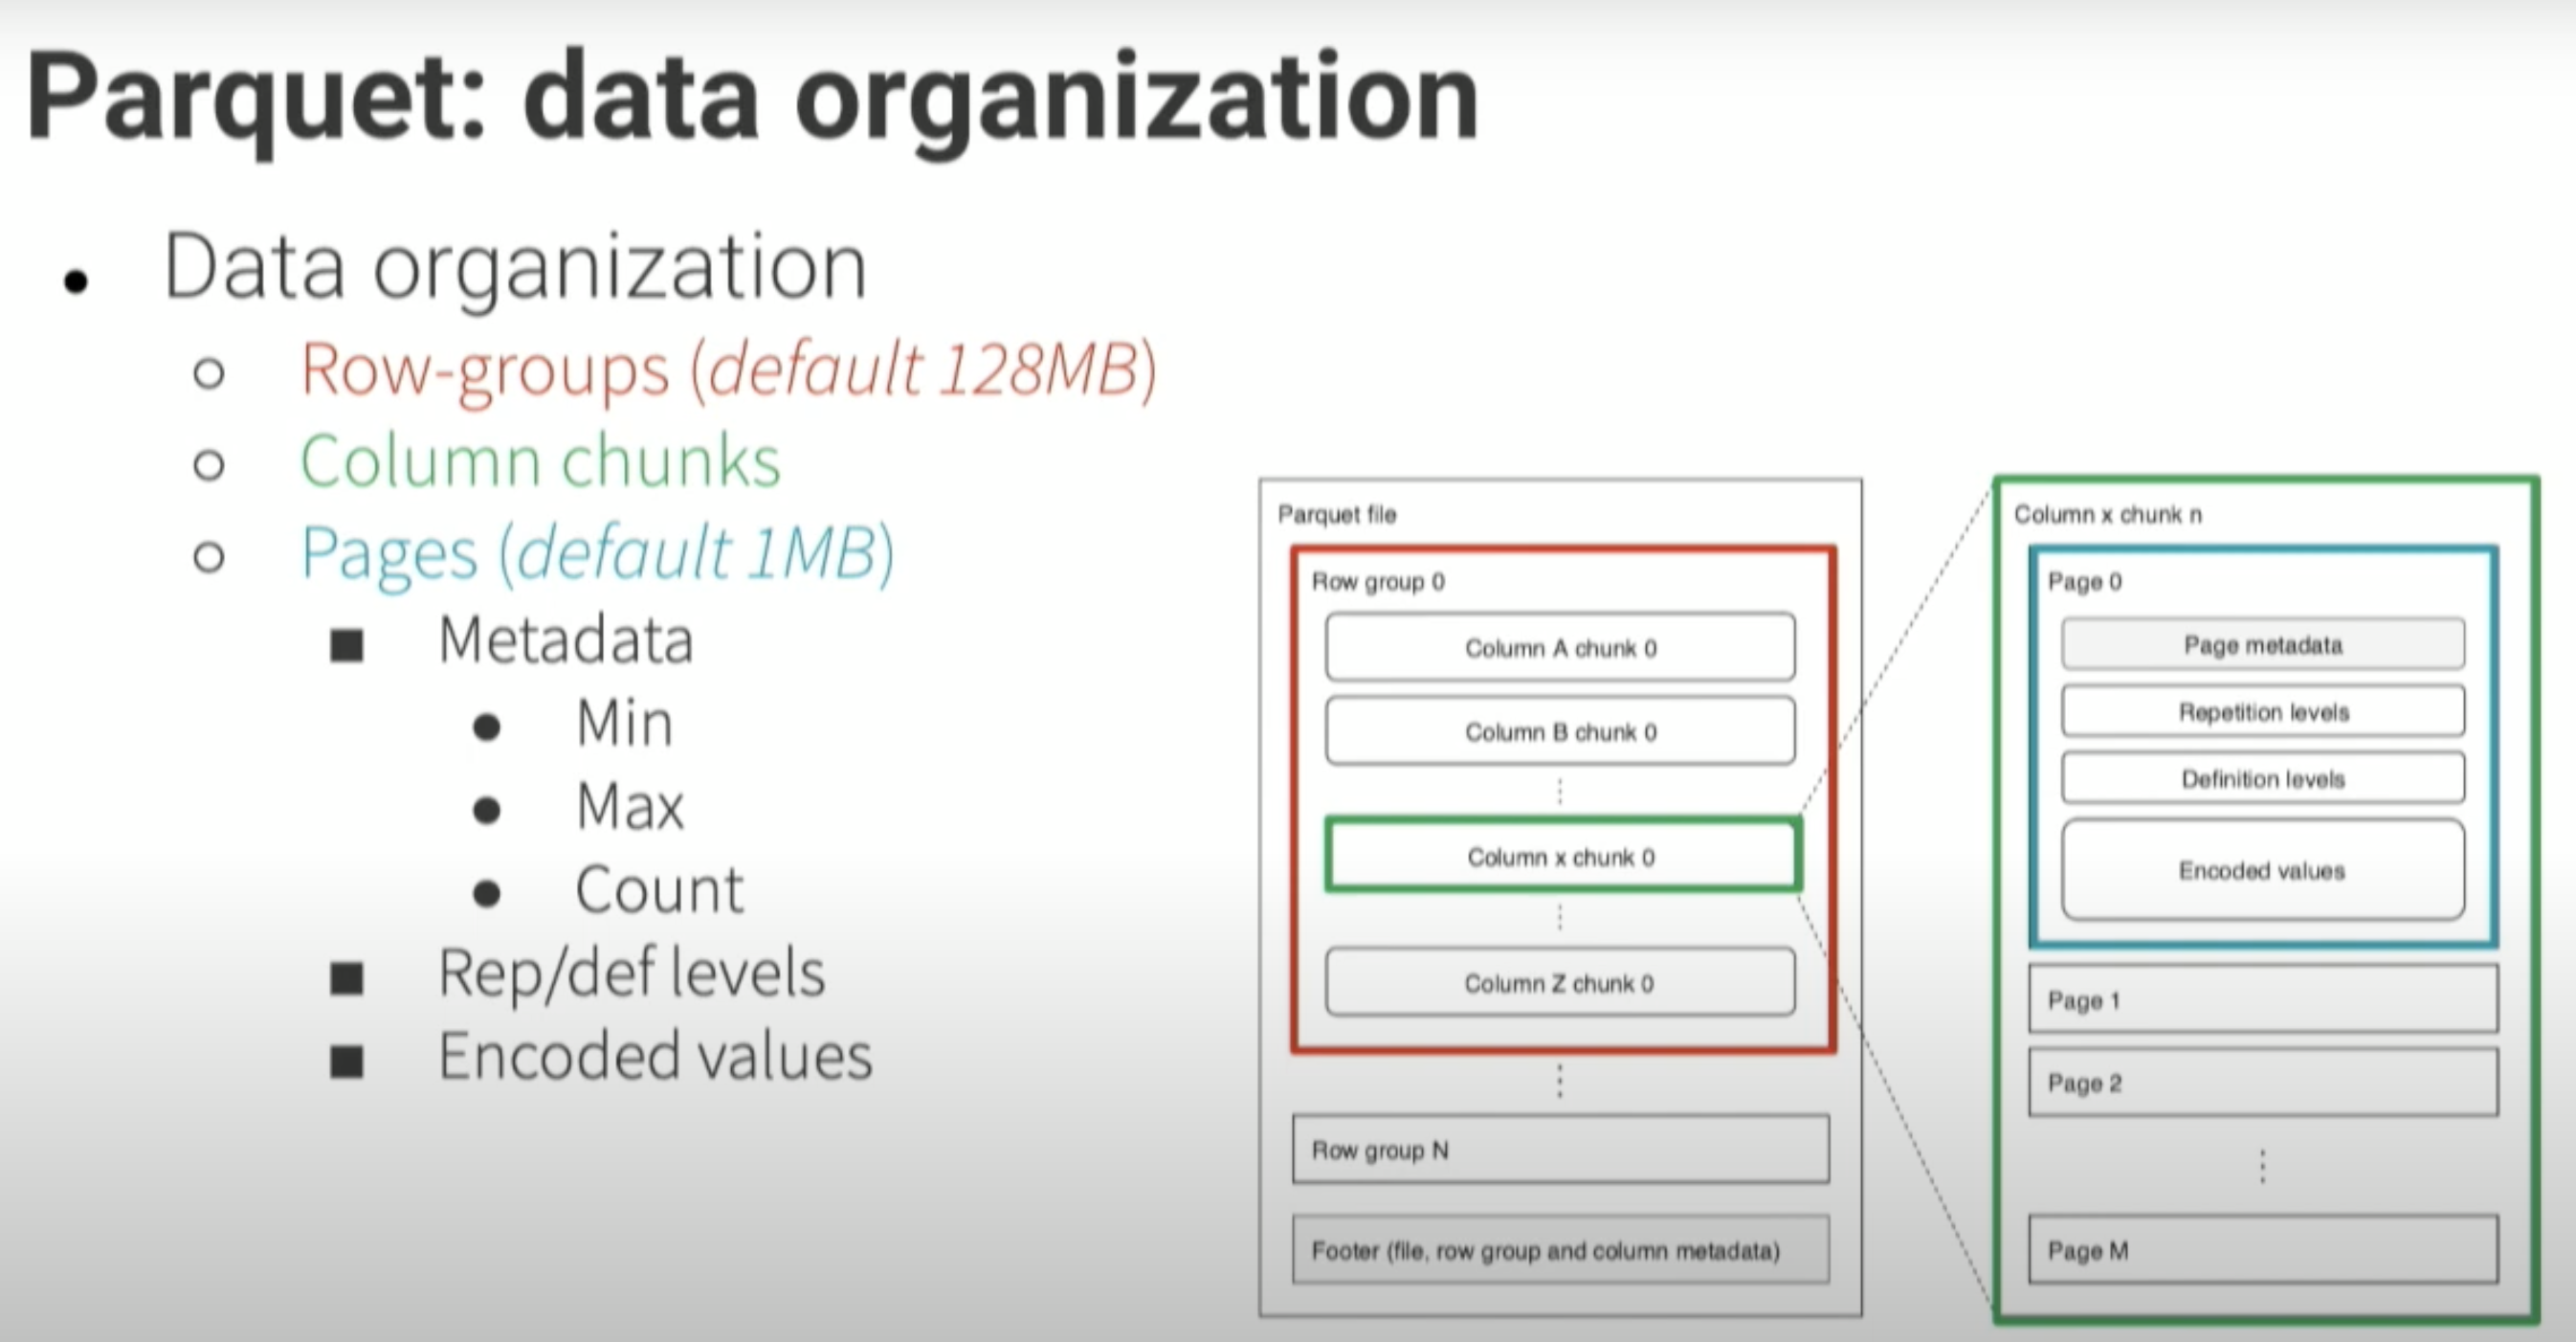 Parquet: data organization
Data organization
Row-groups (default 128MB)
Column chunks
Pages (default 1MB)
Metadata
Min
Max
Count
Rep/def levels
Encoded values
Parquet file
Row group 0
Column A chunk 0
Column B chunk 0
Column x chunk 0
Column Z chunk 0
Row group N
Footer (file, row group and column metadata)
Column x chunk n
Page 0
Page metadata
Repetition levels
Definition levels
Encoded values
Page 1
Page 2
Page M